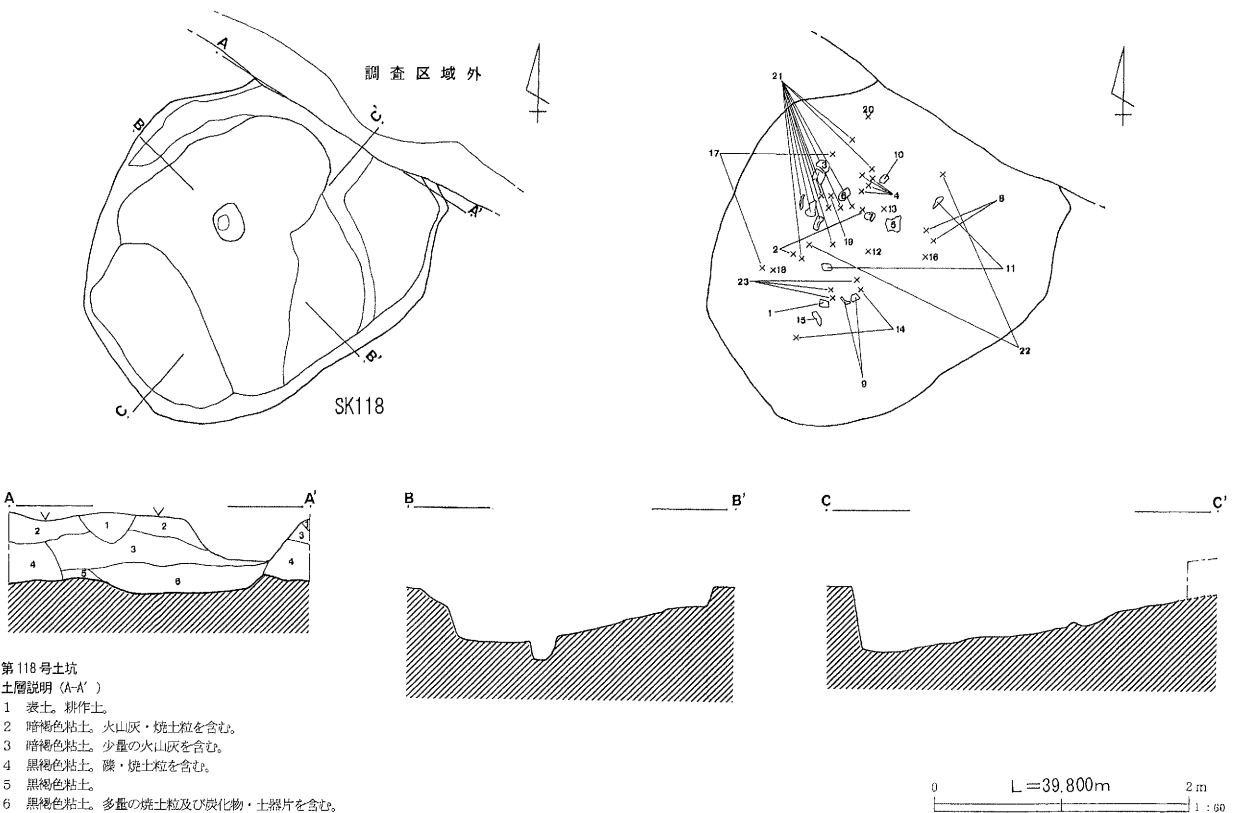 A
調査区域外
B
C'
A'
B'
C
SK118
21
20
17
3
10
6
4
13
7
5
8
2
19
12
16
11
18
23
1
15
14
22
9
A A'
2 1 2
3 3
4 4
5 6
B B'
C C'
第118号土坑
土層説明 (A-A')
1 表土。耕作土。
2 暗褐色粘土。火山灰・焼土粒を含む。
3 暗褐色粘土。少量の火山灰を含む。
4 黒褐色粘土。礫・焼土粒を含む。
5 黒褐色粘土。
6 黒褐色粘土。多量の焼土粒及び炭化物・土器片を含む。
0 L=39.800m 2m
1:60